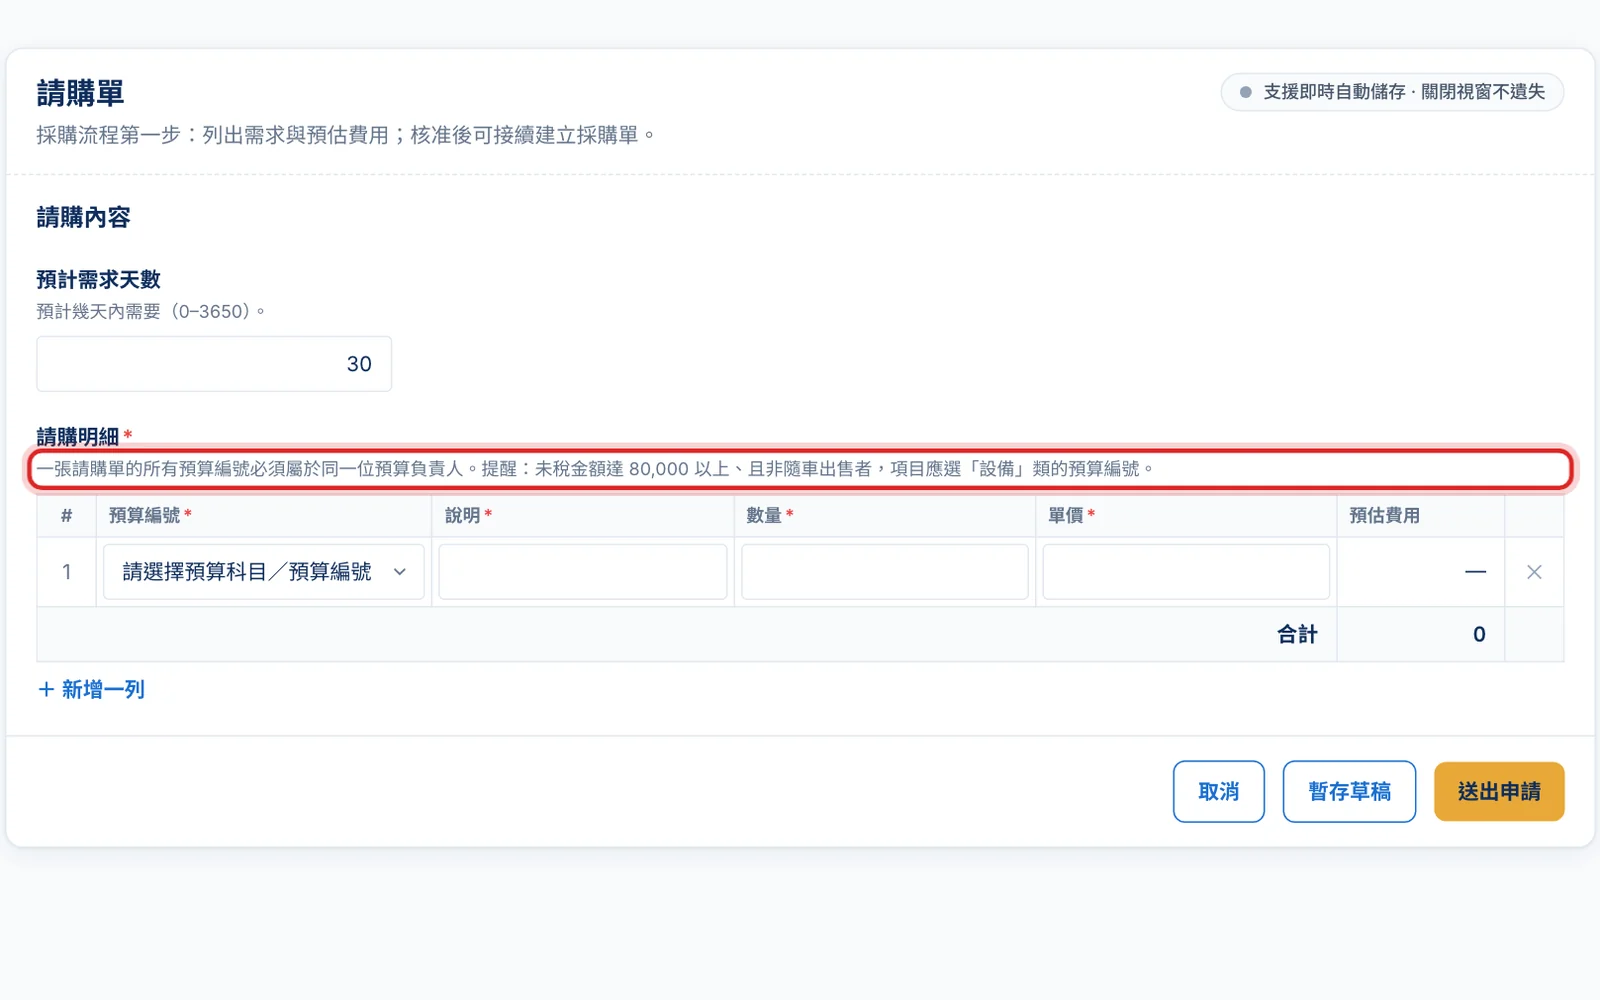 請購單
支援即時自動儲存 · 關閉視窗不遺失
採購流程第一步：列出需求與預估費用；核准後可接續建立採購單。
請購內容
預計需求天數
預計幾天內需要（0–3650）。
30
請購明細*
一張請購單的所有預算編號必須屬於同一位預算負責人。提醒：未稅金額達 80,000 以上、且非隨車出售者，項目應選「設備」類的預算編號。
# 預算編號* 說明* 數量* 單價* 預估費用
1 請選擇預算科目／預算編號 —
合計 0
+ 新增一列
取消 暫存草稿 送出申請